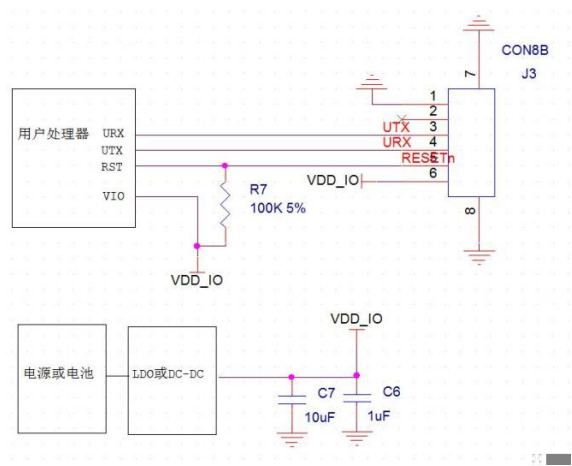 CON8B
J3
7
1
2
3
4
5
6
8
UTX
URX
RESETn
VDD_IO
用户处理器
URX
UTX
RST
VIO
R7
100K 5%
VDD_IO
VDD_IO
电源或电池
LDO或DC-DC
C7
10uF
C6
1uF